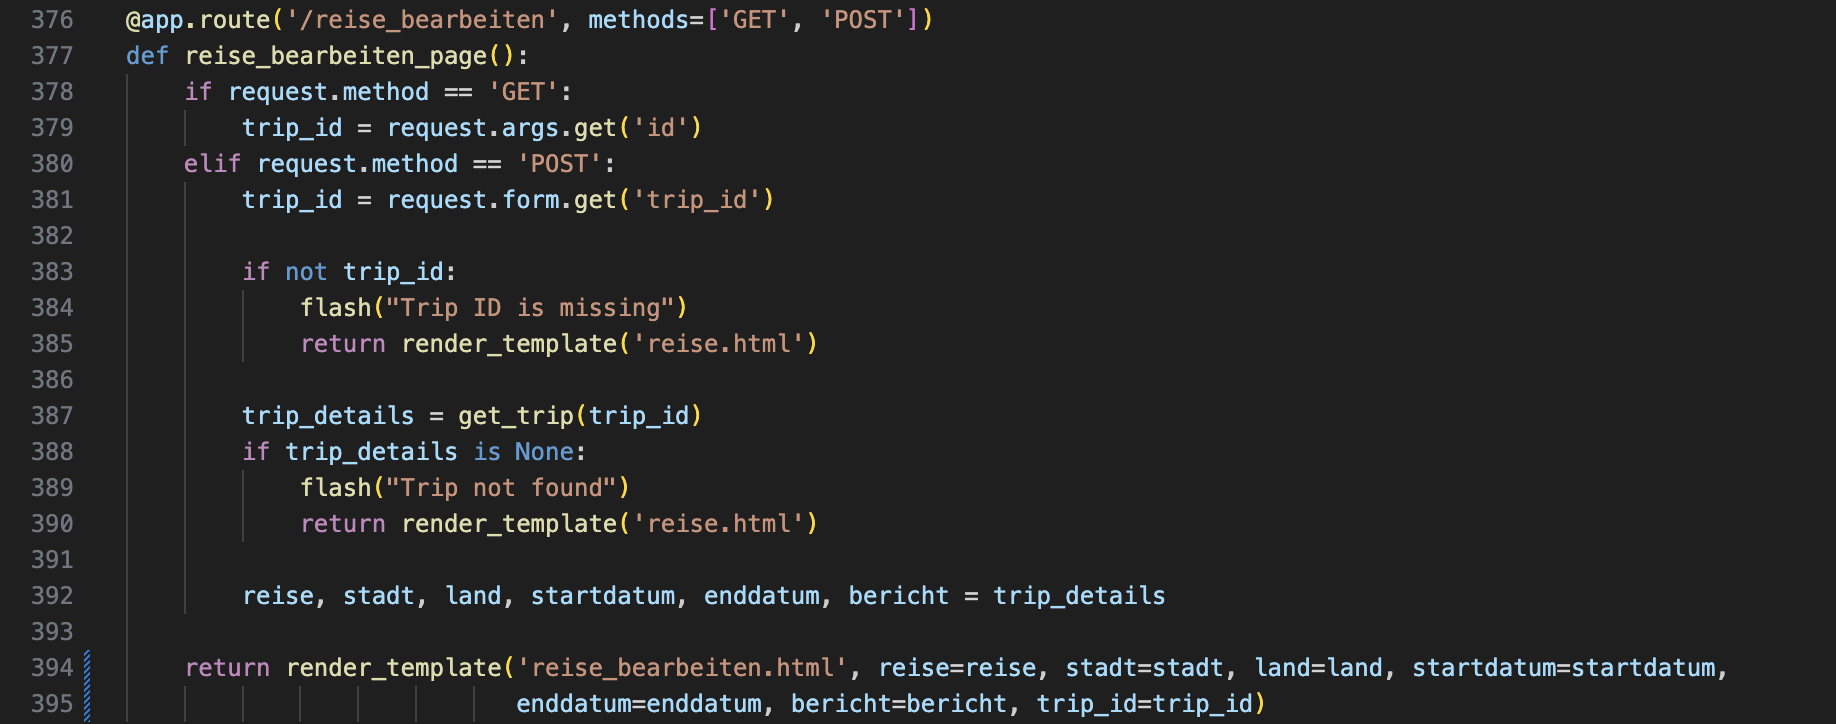 376 @app.route('/reise_bearbeiten', methods=['GET', 'POST'])
377 def reise_bearbeiten_page():
378     if request.method == 'GET':
379         trip_id = request.args.get('id')
380     elif request.method == 'POST':
381         trip_id = request.form.get('trip_id')
382
383         if not trip_id:
384             flash("Trip ID is missing")
385             return render_template('reise.html')
386
387         trip_details = get_trip(trip_id)
388         if trip_details is None:
389             flash("Trip not found")
390             return render_template('reise.html')
391
392         reise, stadt, land, startdatum, enddatum, bericht = trip_details
393
394     return render_template('reise_bearbeiten.html', reise=reise, stadt=stadt, land=land, startdatum=startdatum,
395                            enddatum=enddatum, bericht=bericht, trip_id=trip_id)